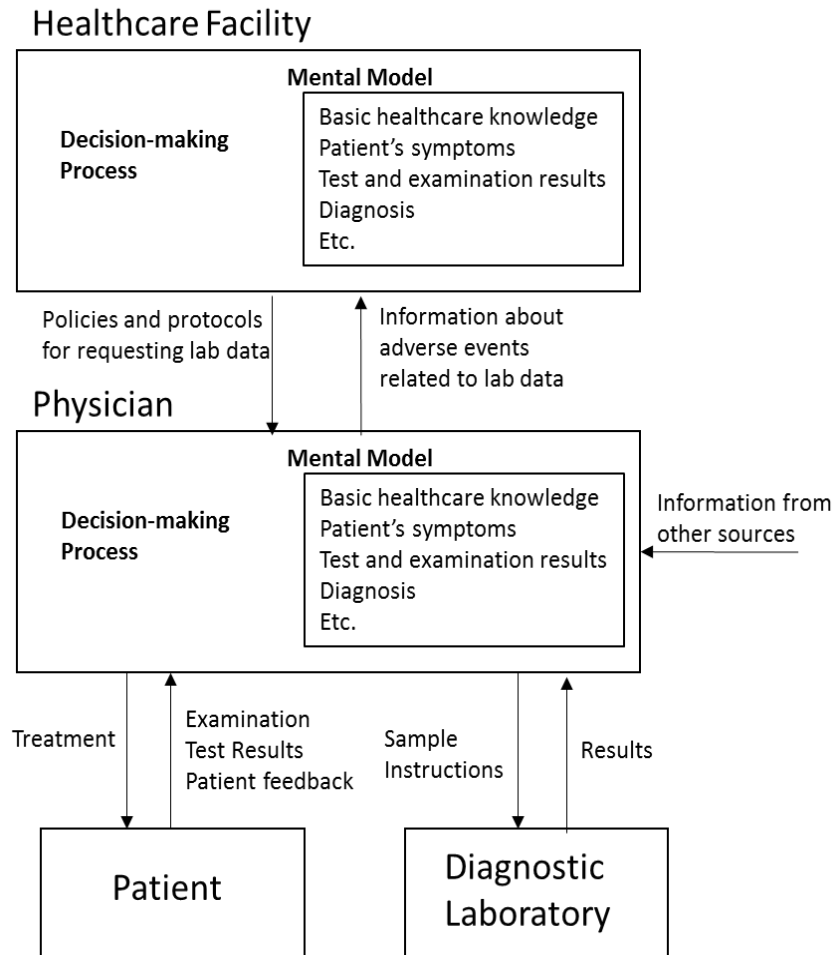 Healthcare Facility
Mental Model
Decision-making
Process
Basic healthcare knowledge
Patient’s symptoms
Test and examination results
Diagnosis
Etc.
Policies and protocols
for requesting lab data
Information about
adverse events
related to lab data
Physician
Mental Model
Decision-making
Process
Basic healthcare knowledge
Patient’s symptoms
Test and examination results
Diagnosis
Etc.
Information from
other sources
Treatment
Examination
Test Results
Patient feedback
Sample
Instructions
Results
Patient
Diagnostic
Laboratory